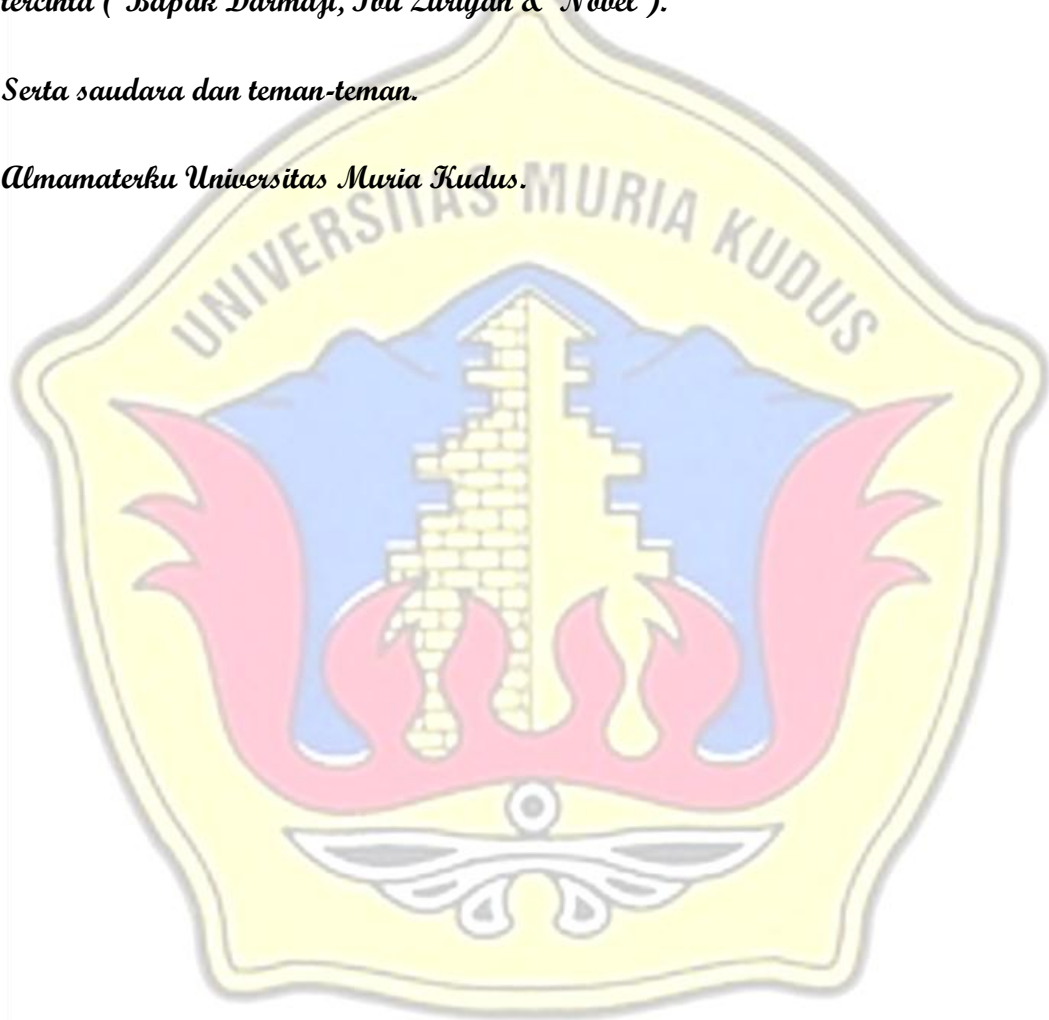 tercinta ( Bapak Darmaji, Ibu Zuriyah & Nobel ).
Serta saudara dan teman-teman.
Almamaterku Universitas Muria Kudus.
UNIVERSITAS MURIA KUDUS